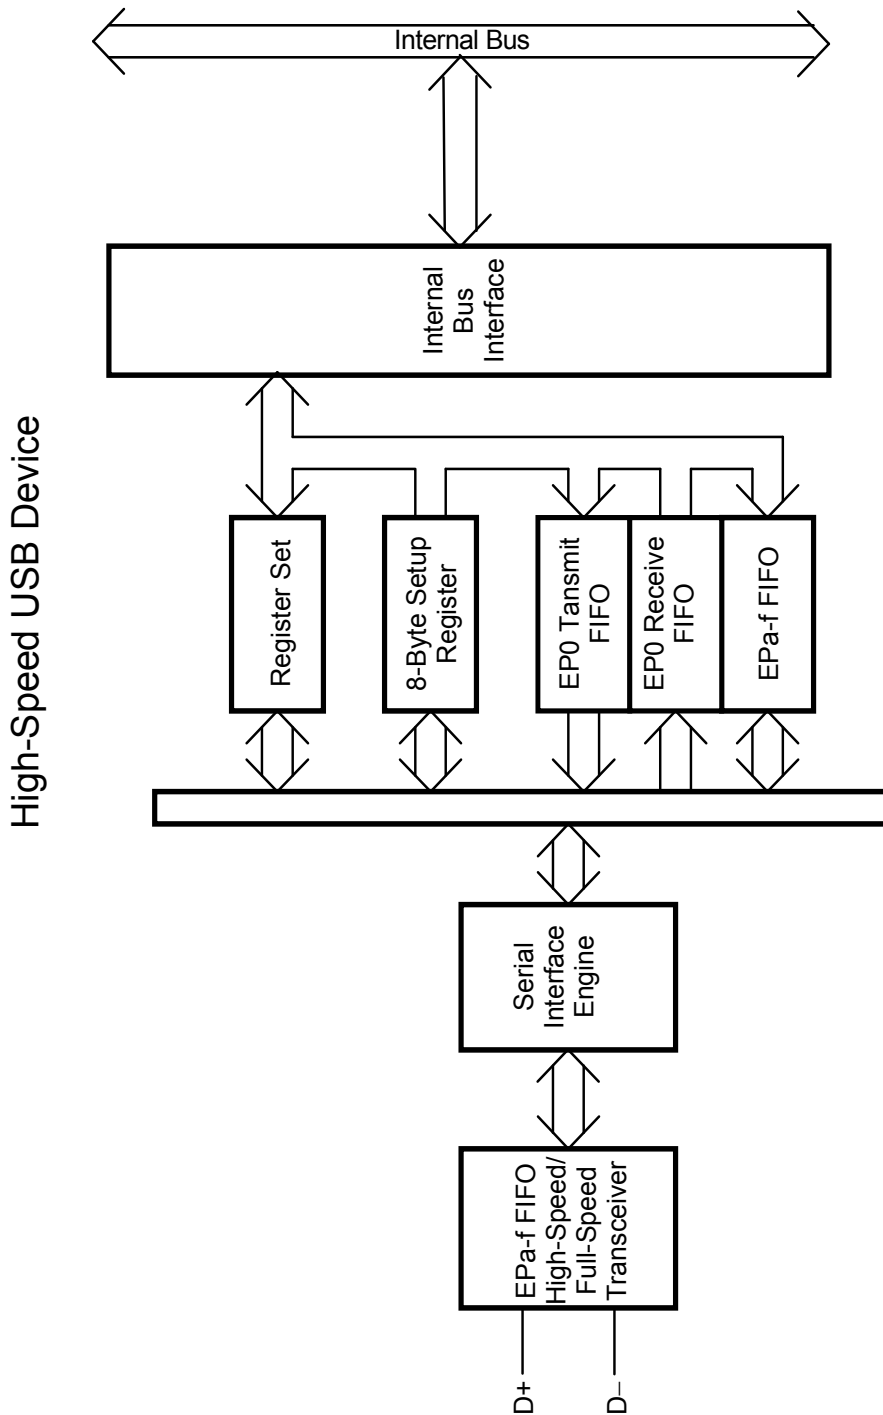 High-Speed USB Device
Internal Bus
Internal
Bus
Interface
Register Set
8-Byte Setup
Register
EP0 Tansmit
FIFO
EP0 Receive
FIFO
EPa-f FIFO
Serial
Interface
Engine
EPa-f FIFO
High-Speed/
Full-Speed
Transceiver
D+
D−